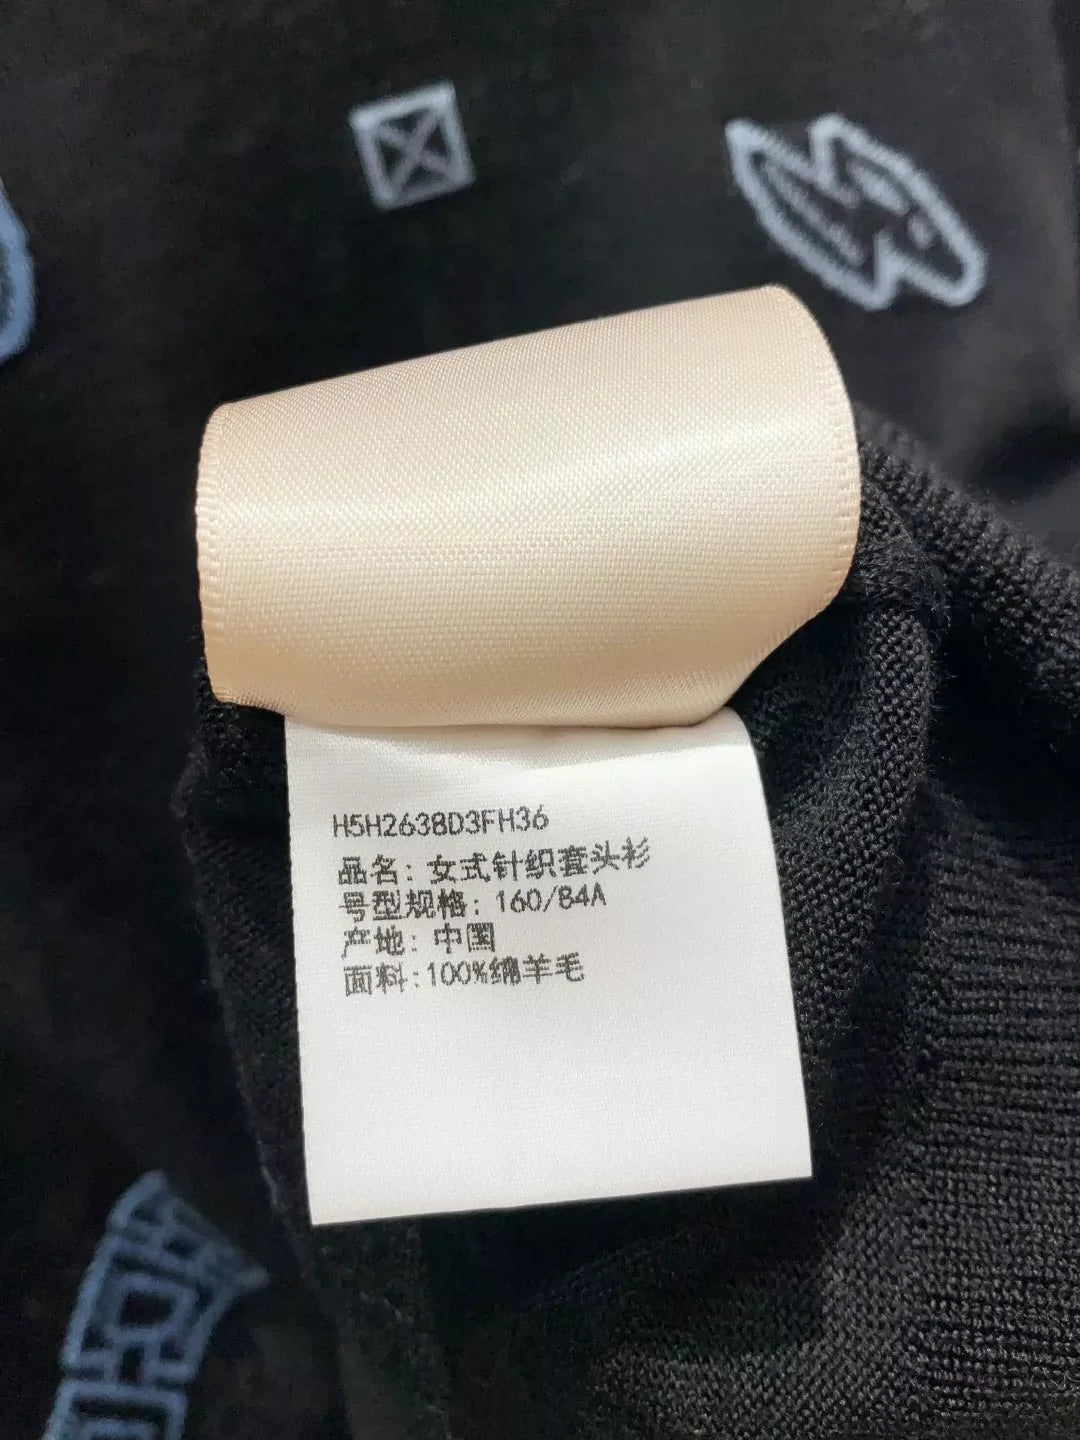 H5H2638D3FH36
品名: 女式针织套头衫
号型规格: 160/84A
产地: 中国
面料:100%绵羊毛